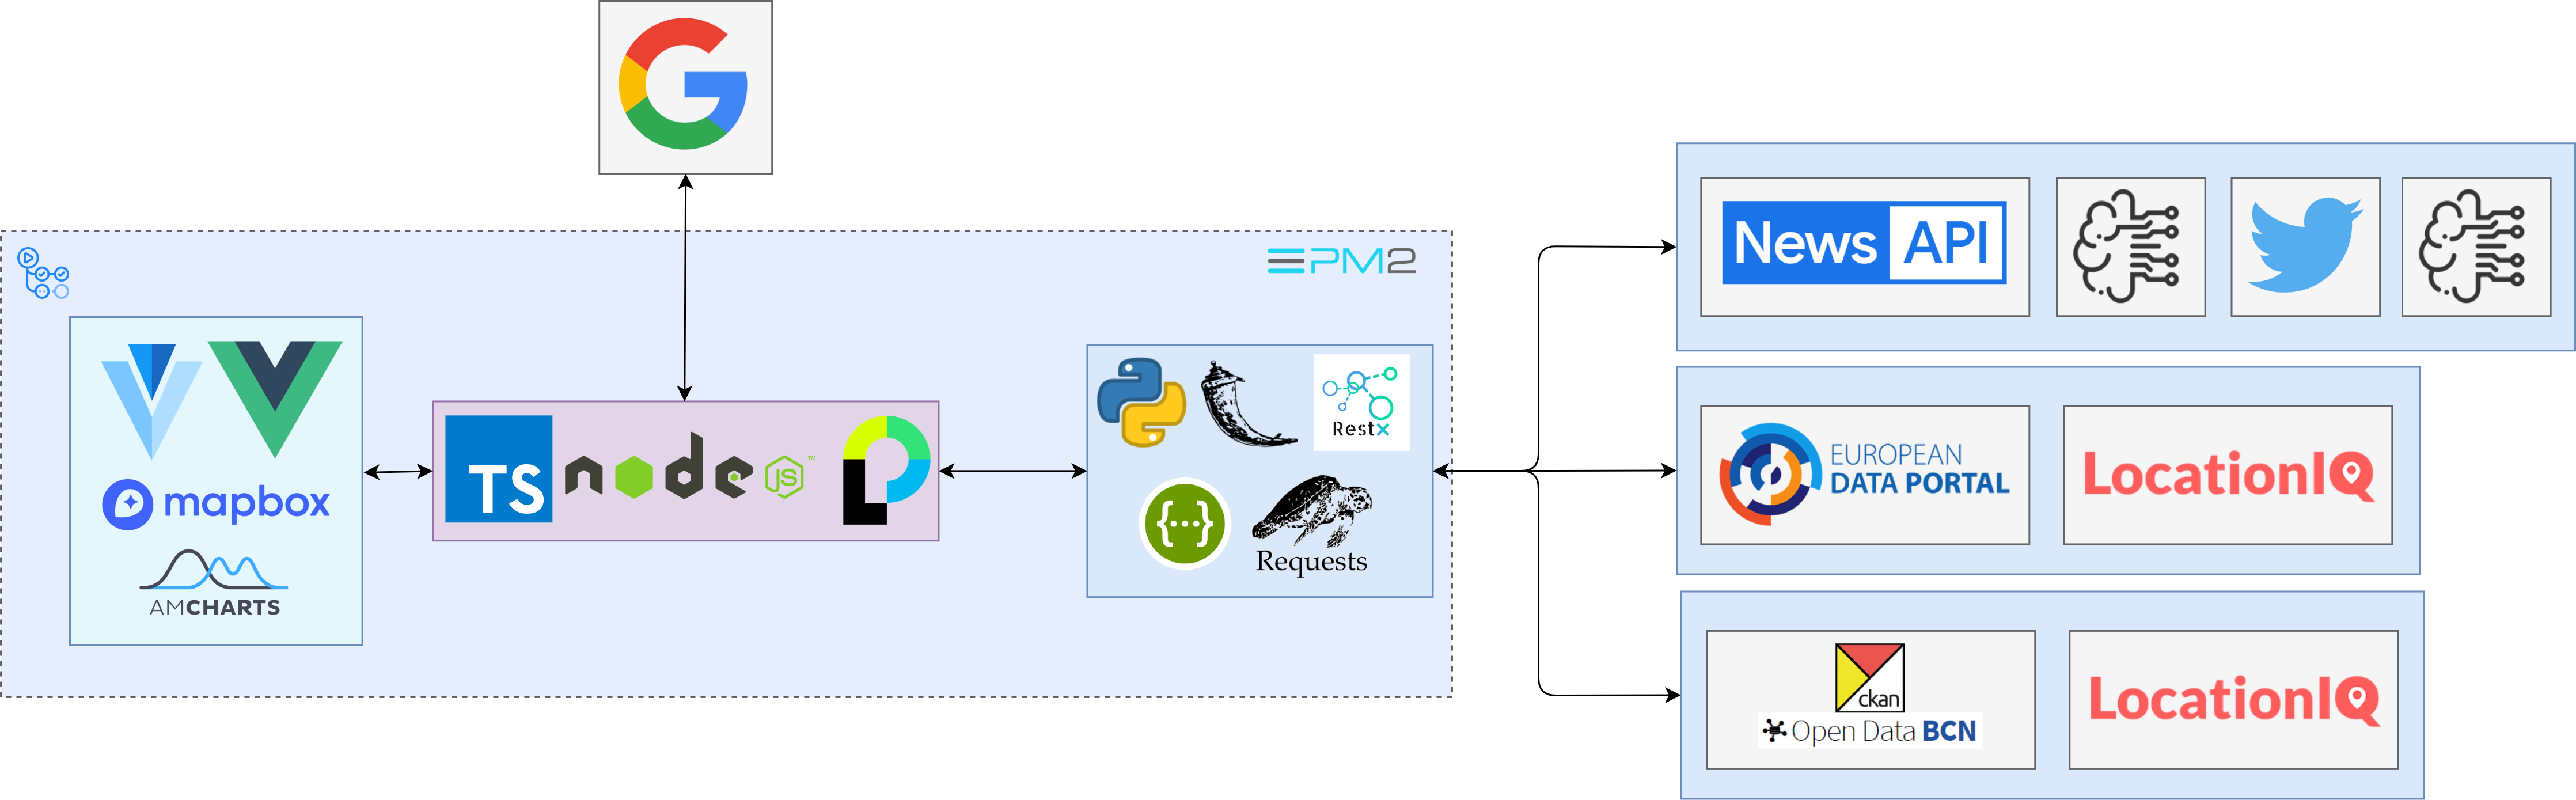 PM2
mapbox
AMCHARTS
TS
node
JS
™
RestX
{···}
Requests
News API
EUROPEAN
DATA PORTAL
LocationIQ
ckan
Open Data BCN
LocationIQ